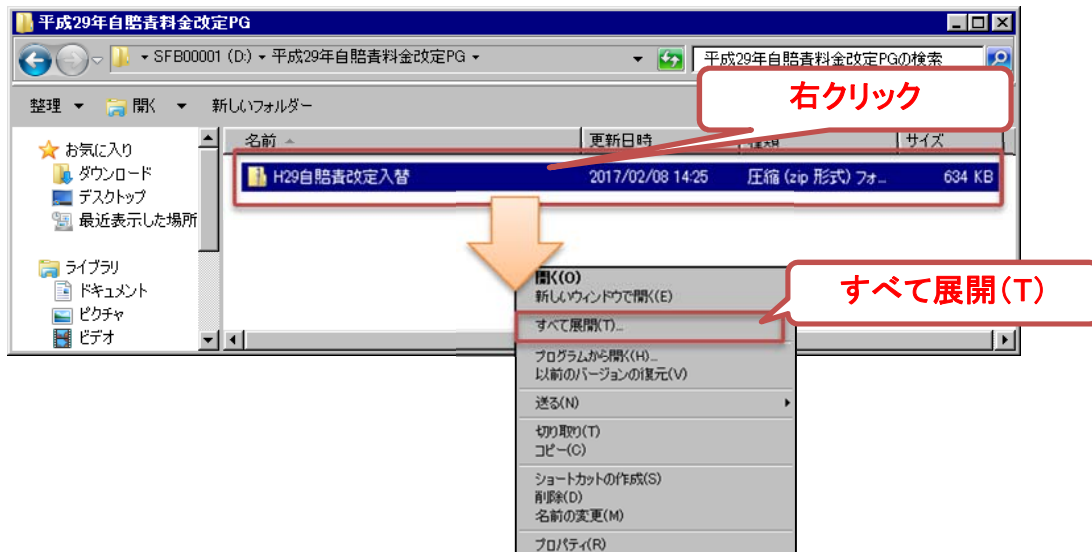 平成29年自賠責料金改定PG
SFB00001 (D:) 平成29年自賠責料金改定PG
平成29年自賠責料金改定PGの検索
整理 開く 新しいフォルダー
右クリック
お気に入り
ダウンロード
デスクトップ
最近表示した場所
ライブラリ
ドキュメント
ピクチャ
ビデオ
名前 更新日時 種類 サイズ
H29自賠責改定入替 2017/02/08 14:25 圧縮 (zip 形式) フォ... 634 KB
開く(O)
新しいウィンドウで開く(E)
すべて展開(T)...
すべて展開(T)
プログラムから開く(H)...
以前のバージョンの復元(V)
送る(N)
切り取り(T)
コピー(C)
ショートカットの作成(S)
削除(D)
名前の変更(M)
プロパティ(R)